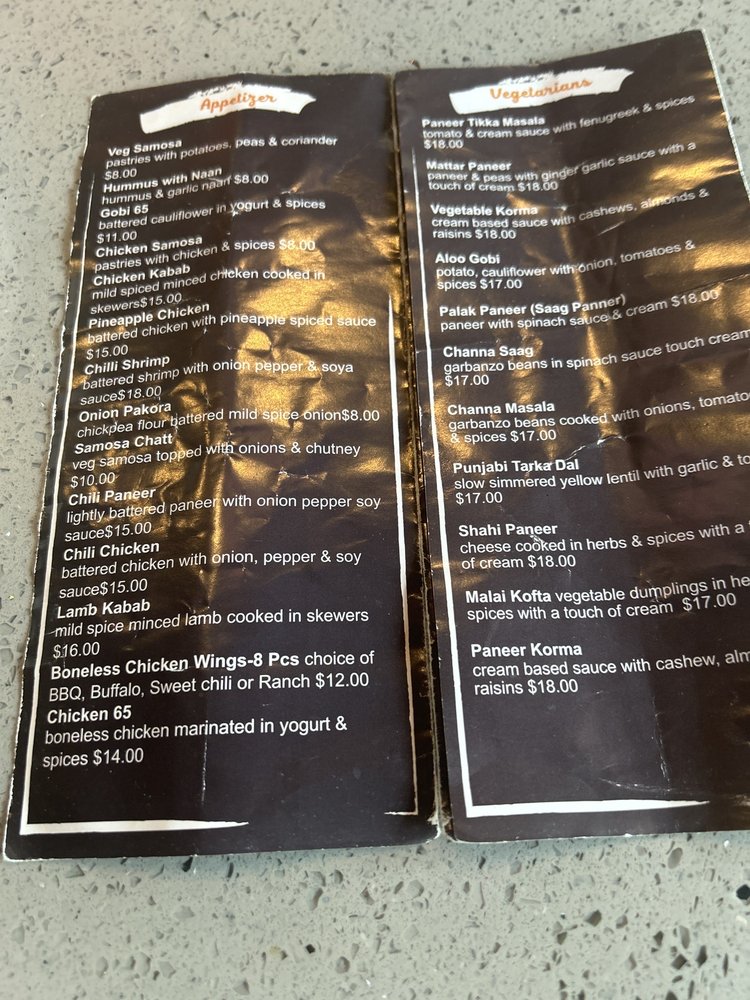 Appetizer
Veg Samosa
pastries with potatoes, peas & coriander
$8.00
Hummus with Naan
hummus & garlic naan $8.00
Gobi 65
battered cauliflower in yogurt & spices
$11.00
Chicken Samosa
pastries with chicken & spices $8.00
Chicken Kabab
mild spiced minced chicken cooked in
skewers$15.00
Pineapple Chicken
battered chicken with pineapple spiced sauce
$15.00
Chilli Shrimp
battered shrimp with onion pepper & soya
sauce$18.00
Onion Pakora
chickpea flour battered mild spice onion$8.00
Samosa Chatt
veg samosa topped with onions & chutney
$10.00
Chili Paneer
lightly battered paneer with onion pepper soy
sauce$15.00
Chili Chicken
battered chicken with onion, pepper & soy
sauce$15.00
Lamb Kabab
mild spice minced lamb cooked in skewers
$16.00
Boneless Chicken Wings-8 Pcs choice of
BBQ, Buffalo, Sweet chili or Ranch $12.00
Chicken 65
boneless chicken marinated in yogurt &
spices $14.00
Vegetarians
Paneer Tikka Masala
tomato & cream sauce with fenugreek & spices
$18.00
Mattar Paneer
paneer & peas with ginger garlic sauce with a
touch of cream $18.00
Vegetable Korma
cream based sauce with cashews, almonds &
raisins $18.00
Aloo Gobi
potato, cauliflower with onion, tomatoes &
spices $17.00
Palak Paneer (Saag Panner)
paneer with spinach sauce & cream $18.00
Channa Saag
garbanzo beans in spinach sauce touch cream
$17.00
Channa Masala
garbanzo beans cooked with onions, tomato
& spices $17.00
Punjabi Tarka Dal
slow simmered yellow lentil with garlic & to
$17.00
Shahi Paneer
cheese cooked in herbs & spices with a
of cream $18.00
Malai Kofta vegetable dumplings in he
spices with a touch of cream $17.00
Paneer Korma
cream based sauce with cashew, alm
raisins $18.00